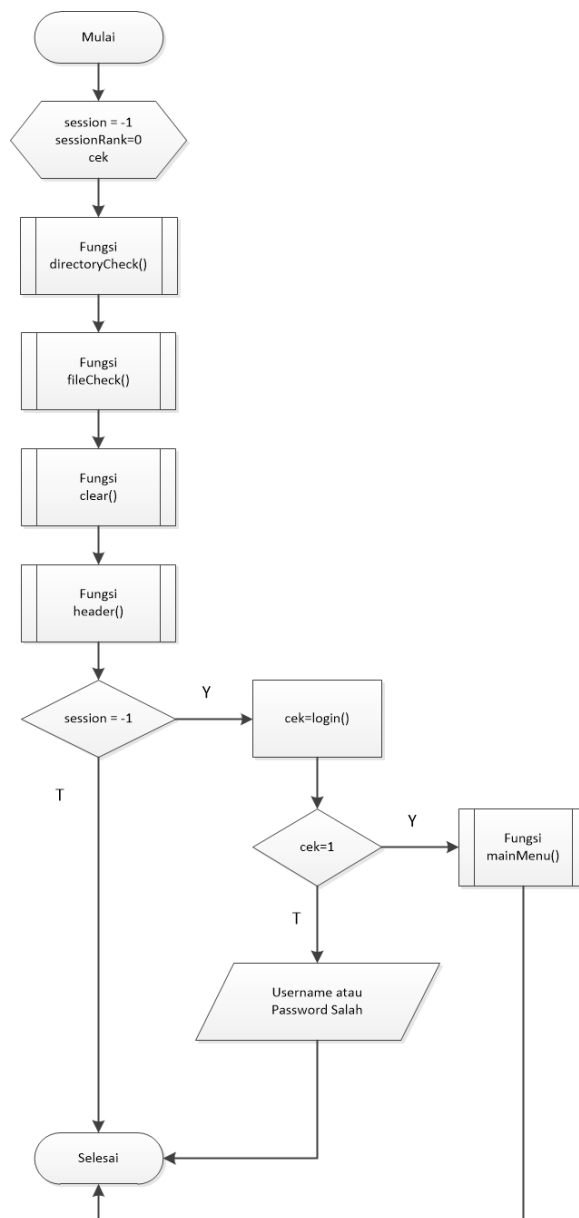 Mulai
session = -1
sessionRank=0
cek
Fungsi
directoryCheck()
Fungsi
fileCheck()
Fungsi
clear()
Fungsi
header()
session = -1
Y
cek=login()
T
cek=1
Y
Fungsi
mainMenu()
T
Username atau
Password Salah
Selesai